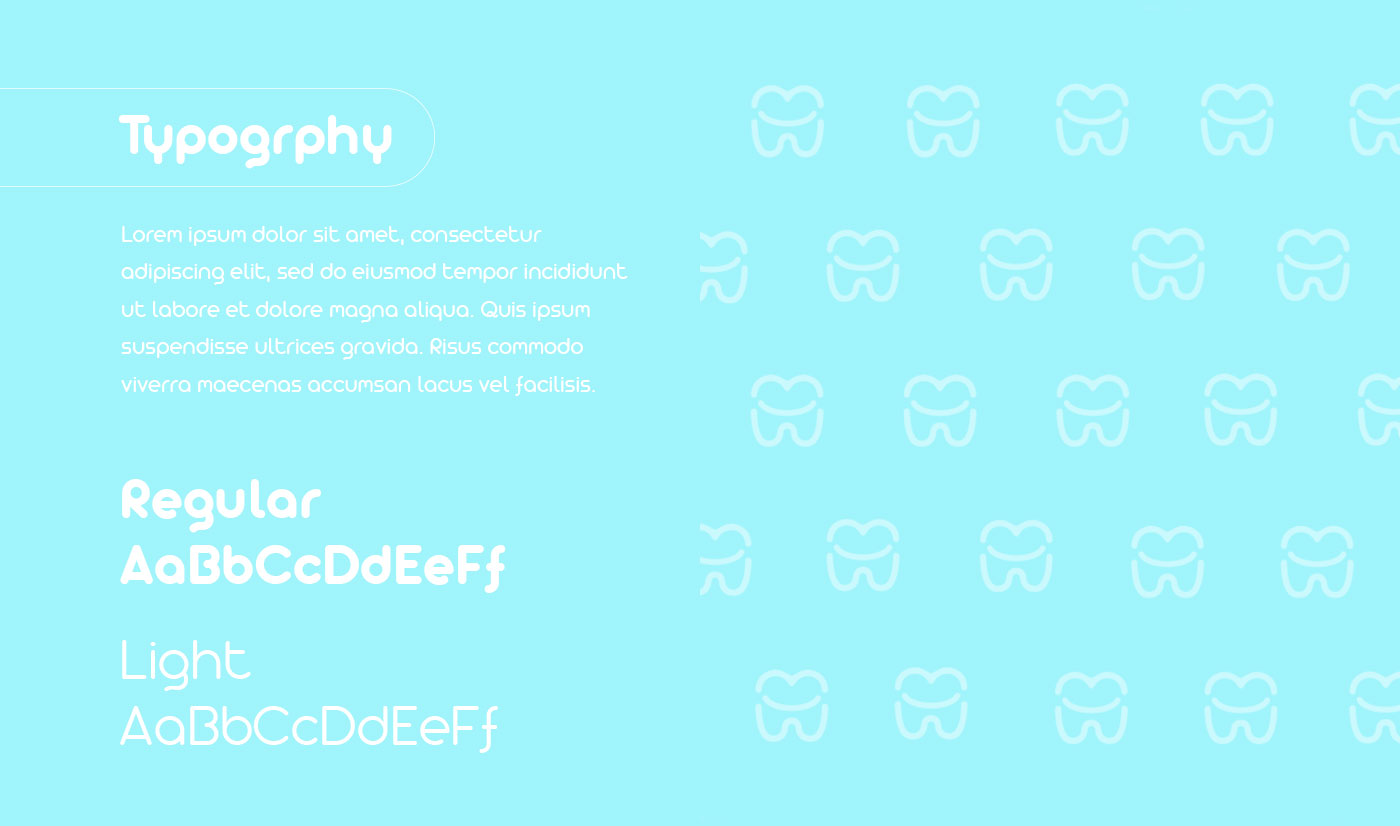 Typogrphy
Lorem ipsum dolor sit amet, consectetur
adipiscing elit, sed do eiusmod tempor incididunt
ut labore et dolore magna aliqua. Quis ipsum
suspendisse ultrices gravida. Risus commodo
viverra maecenas accumsan lacus vel facilisis.
Regular
AaBbCcDdEeFf
Light
AaBbCcDdEeFf